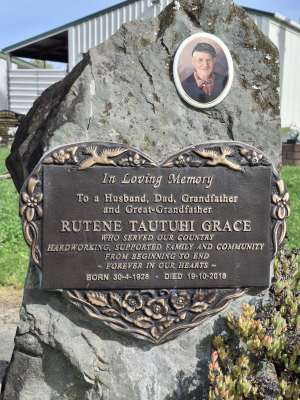 In Loving Memory
To a Husband, Dad, Grandfather
and Great-Grandfather
RUTENE TAUTUHI GRACE
WHO SERVED OUR COUNTRY
HARDWORKING, SUPPORTED FAMILY AND COMMUNITY
FROM BEGINNING TO END
~ FOREVER IN OUR HEARTS ~
BORN 30-4-1928 - DIED 19-10-2018